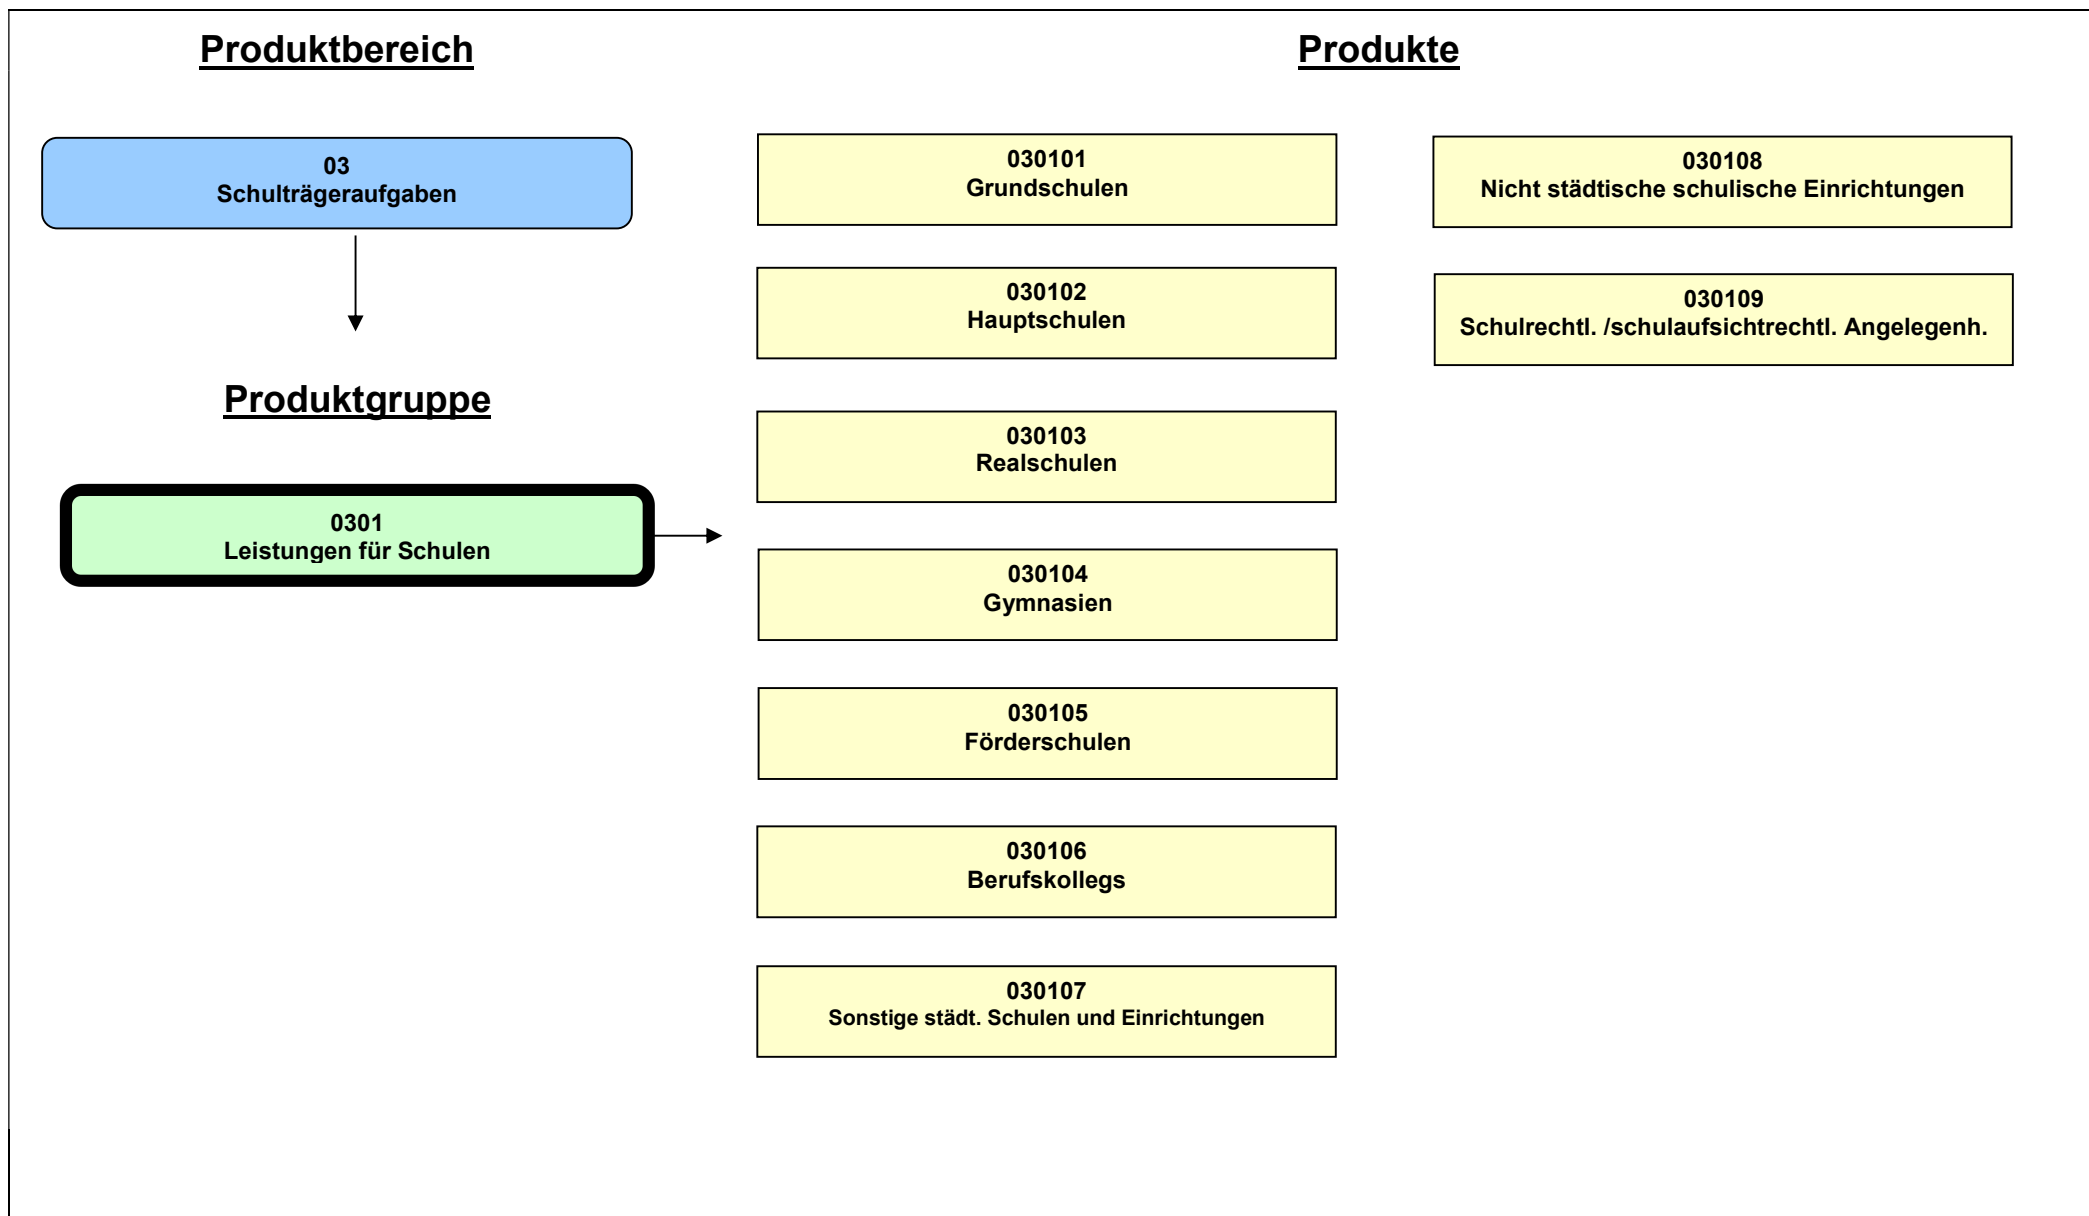 Produktbereich
Produkte
03
Schulträgeraufgaben
Produktgruppe
0301
Leistungen für Schulen
030101
Grundschulen
030102
Hauptschulen
030103
Realschulen
030104
Gymnasien
030105
Förderschulen
030106
Berufskollegs
030107
Sonstige städt. Schulen und Einrichtungen
030108
Nicht städtische schulische Einrichtungen
030109
Schulrechtl. /schulaufsichtrechtl. Angelegenh.